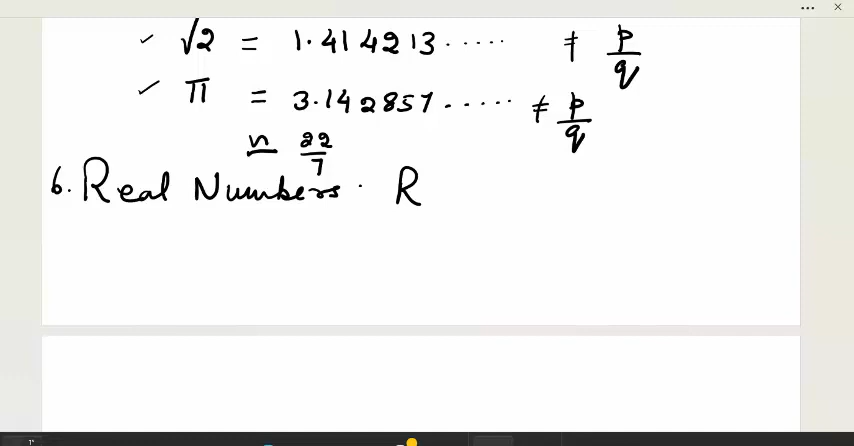 ✓ √2 = 1.414213..... ≠ p/q
✓ π = 3.142857..... ≠ p/q
≃ 22/7
6. Real Numbers. R